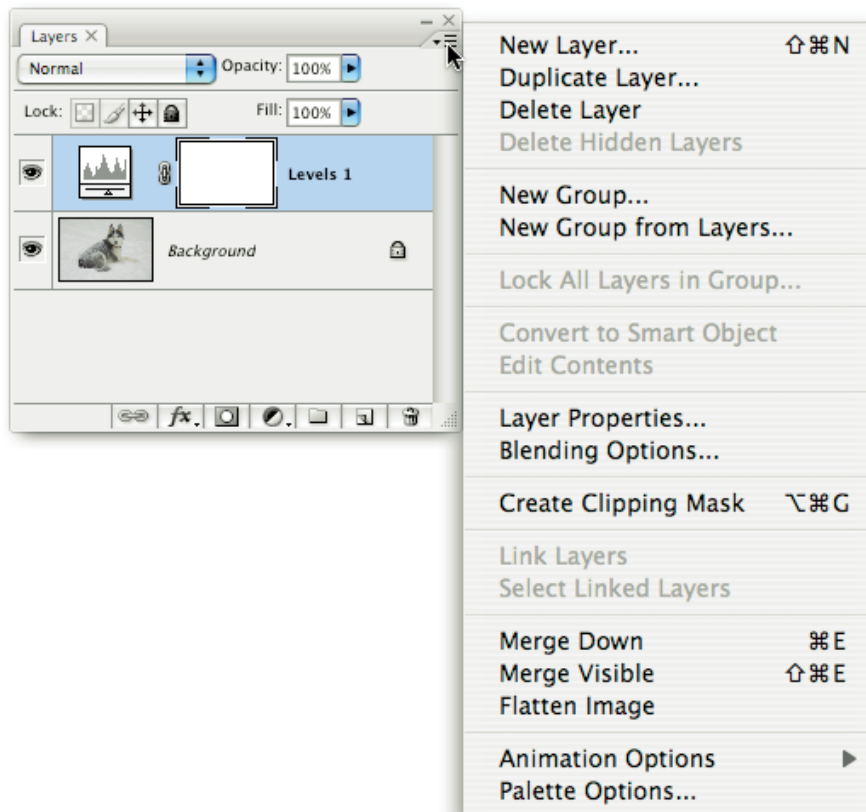 Layers
Normal
Opacity: 100%
Lock:
Fill: 100%
Levels 1
Background
fx
New Layer... ⇧⌘N
Duplicate Layer...
Delete Layer
Delete Hidden Layers
New Group...
New Group from Layers...
Lock All Layers in Group...
Convert to Smart Object
Edit Contents
Layer Properties...
Blending Options...
Create Clipping Mask ⌥⌘G
Link Layers
Select Linked Layers
Merge Down ⌘E
Merge Visible ⇧⌘E
Flatten Image
Animation Options
Palette Options...